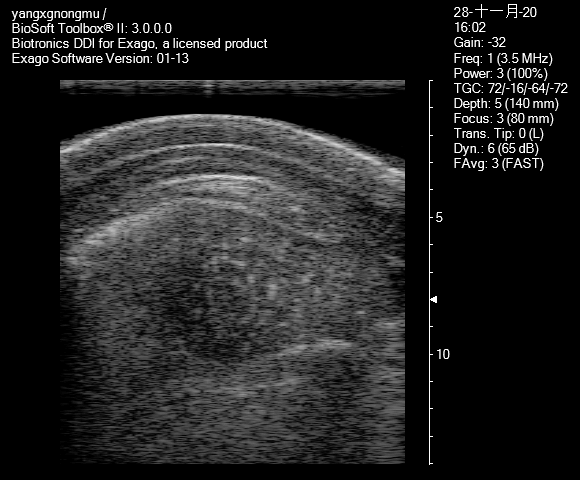 yangxgnongmu /
BioSoft Toolbox® II: 3.0.0.0
Biotronics DDI for Exago, a licensed product
Exago Software Version: 01-13
28-十一月-20
16:02
Gain: -32
Freq: 1 (3.5 MHz)
Power: 3 (100%)
TGC: 72/-16/-64/-72
Depth: 5 (140 mm)
Focus: 3 (80 mm)
Trans. Tip: 0 (L)
Dyn.: 6 (65 dB)
FAvg: 3 (FAST)
5
10